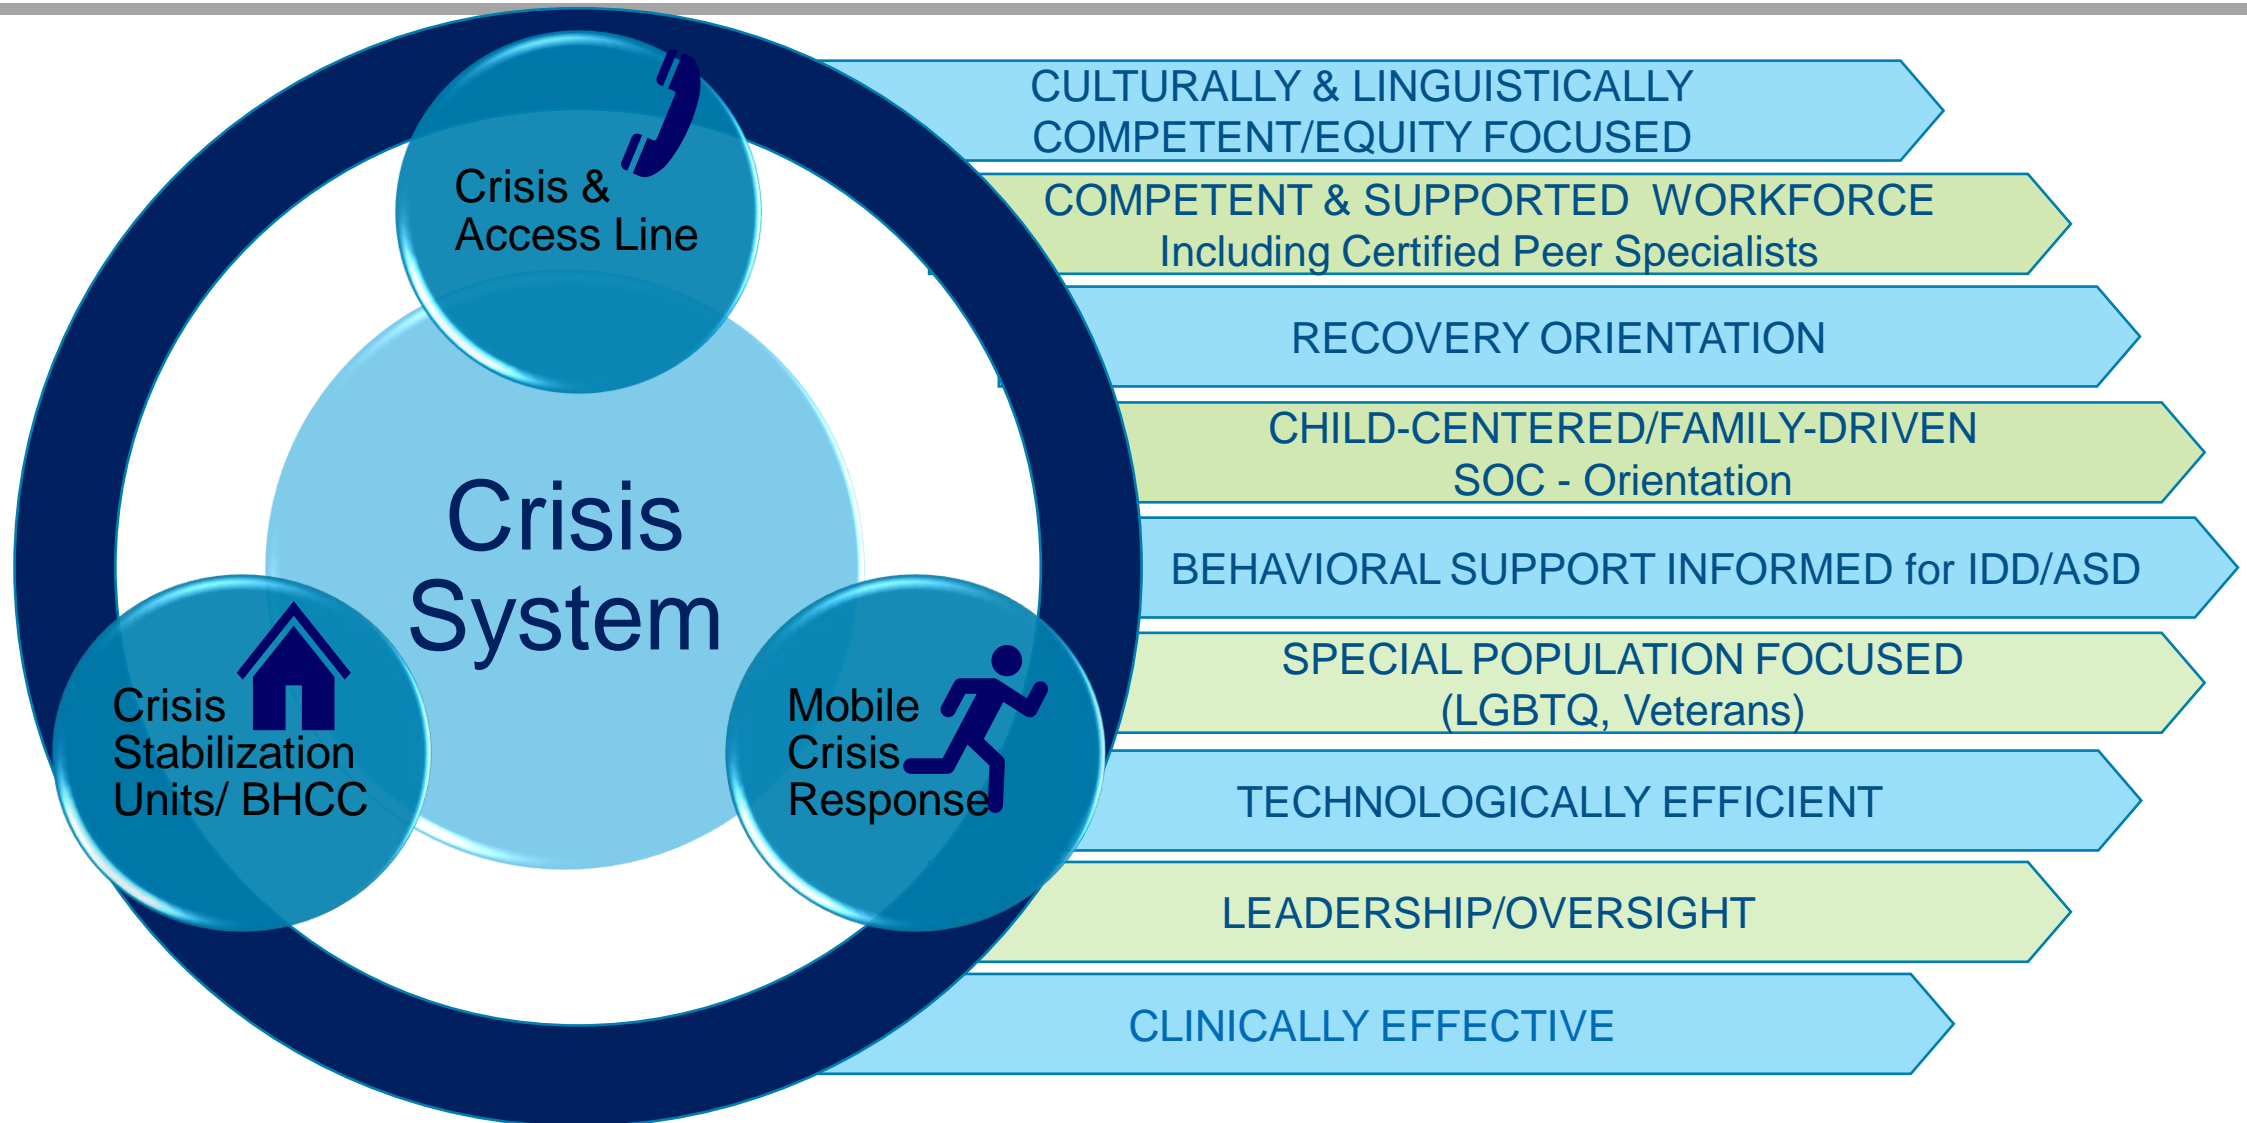 Crisis &
Access Line
Crisis
System
Crisis
Stabilization
Units/ BHCC
Mobile
Crisis
Response
CULTURALLY & LINGUISTICALLY
COMPETENT/EQUITY FOCUSED
COMPETENT & SUPPORTED WORKFORCE
Including Certified Peer Specialists
RECOVERY ORIENTATION
CHILD-CENTERED/FAMILY-DRIVEN
SOC - Orientation
BEHAVIORAL SUPPORT INFORMED for IDD/ASD
SPECIAL POPULATION FOCUSED
(LGBTQ, Veterans)
TECHNOLOGICALLY EFFICIENT
LEADERSHIP/OVERSIGHT
CLINICALLY EFFECTIVE